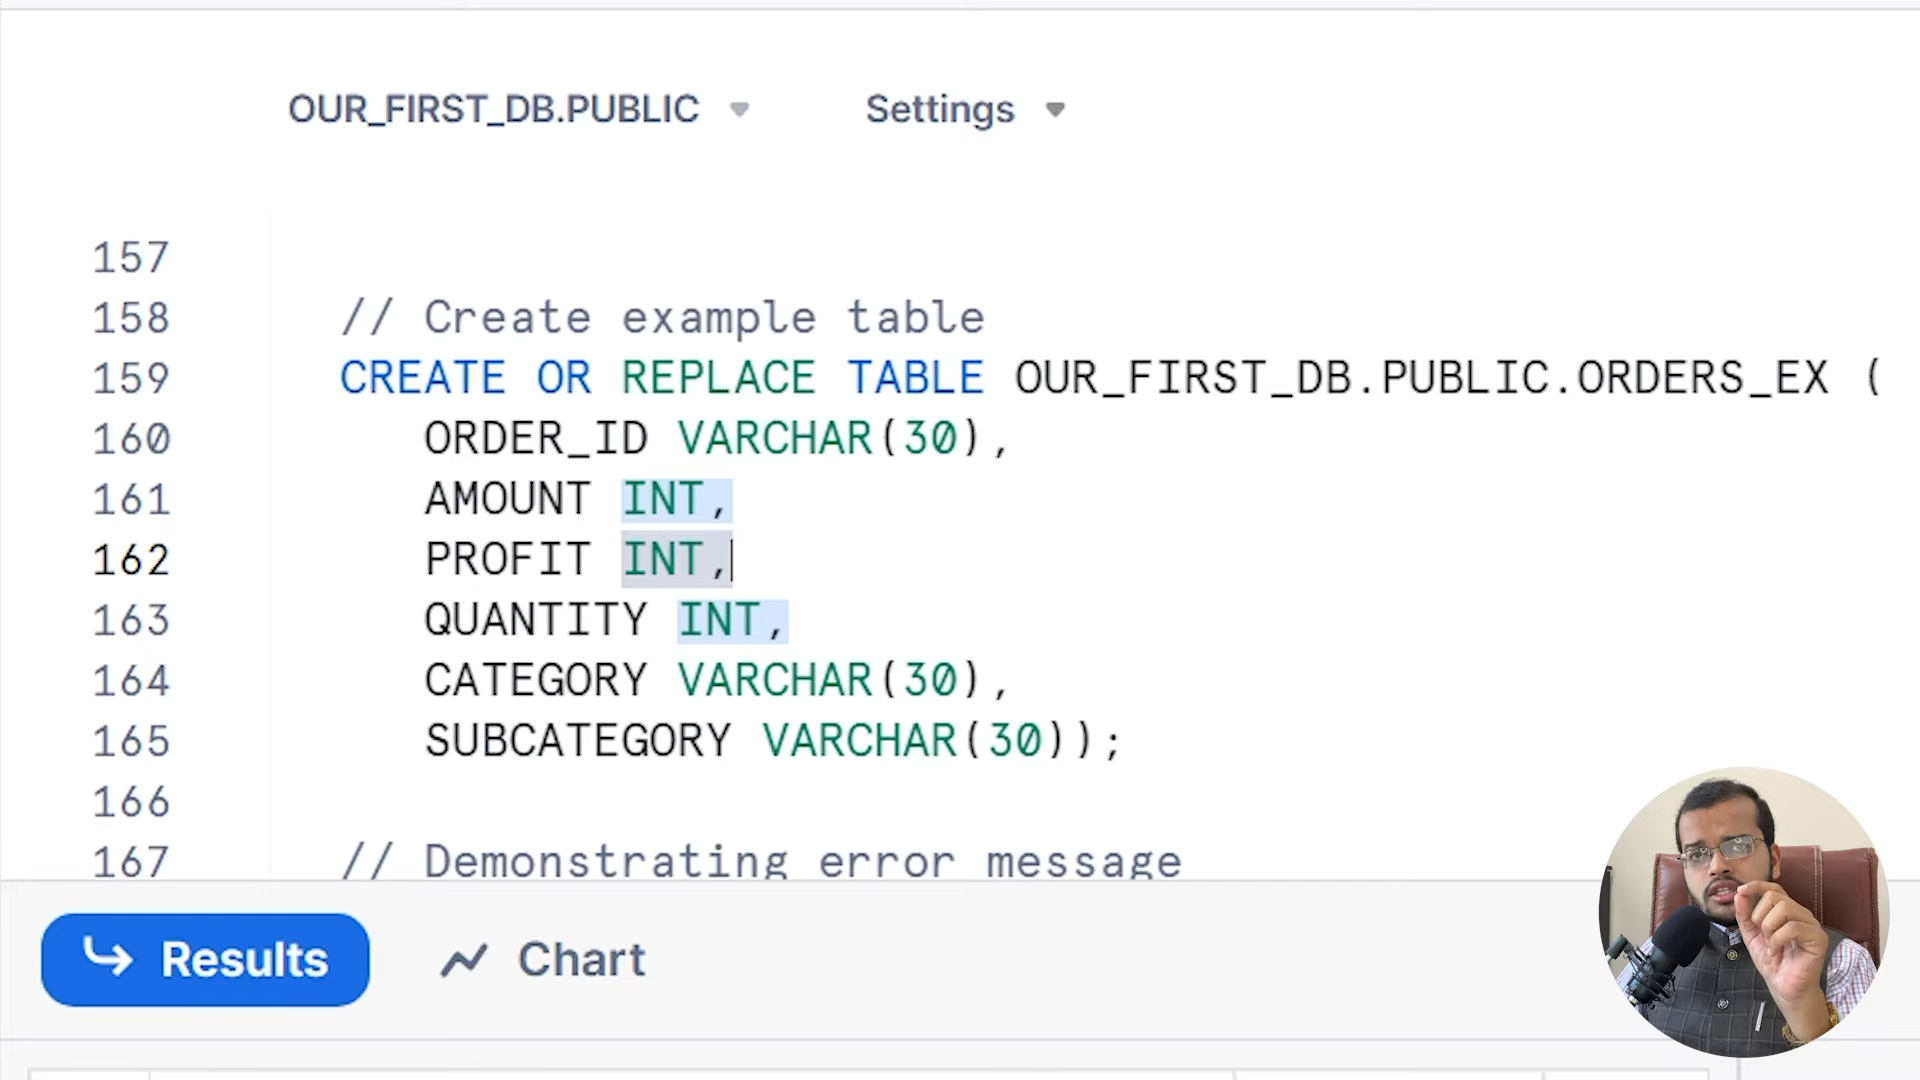 OUR_FIRST_DB.PUBLIC Settings
157
158 // Create example table
159 CREATE OR REPLACE TABLE OUR_FIRST_DB.PUBLIC.ORDERS_EX (
160 ORDER_ID VARCHAR(30),
161 AMOUNT INT,
162 PROFIT INT,
163 QUANTITY INT,
164 CATEGORY VARCHAR(30),
165 SUBCATEGORY VARCHAR(30));
166
167 // Demonstrating error message
Results Chart